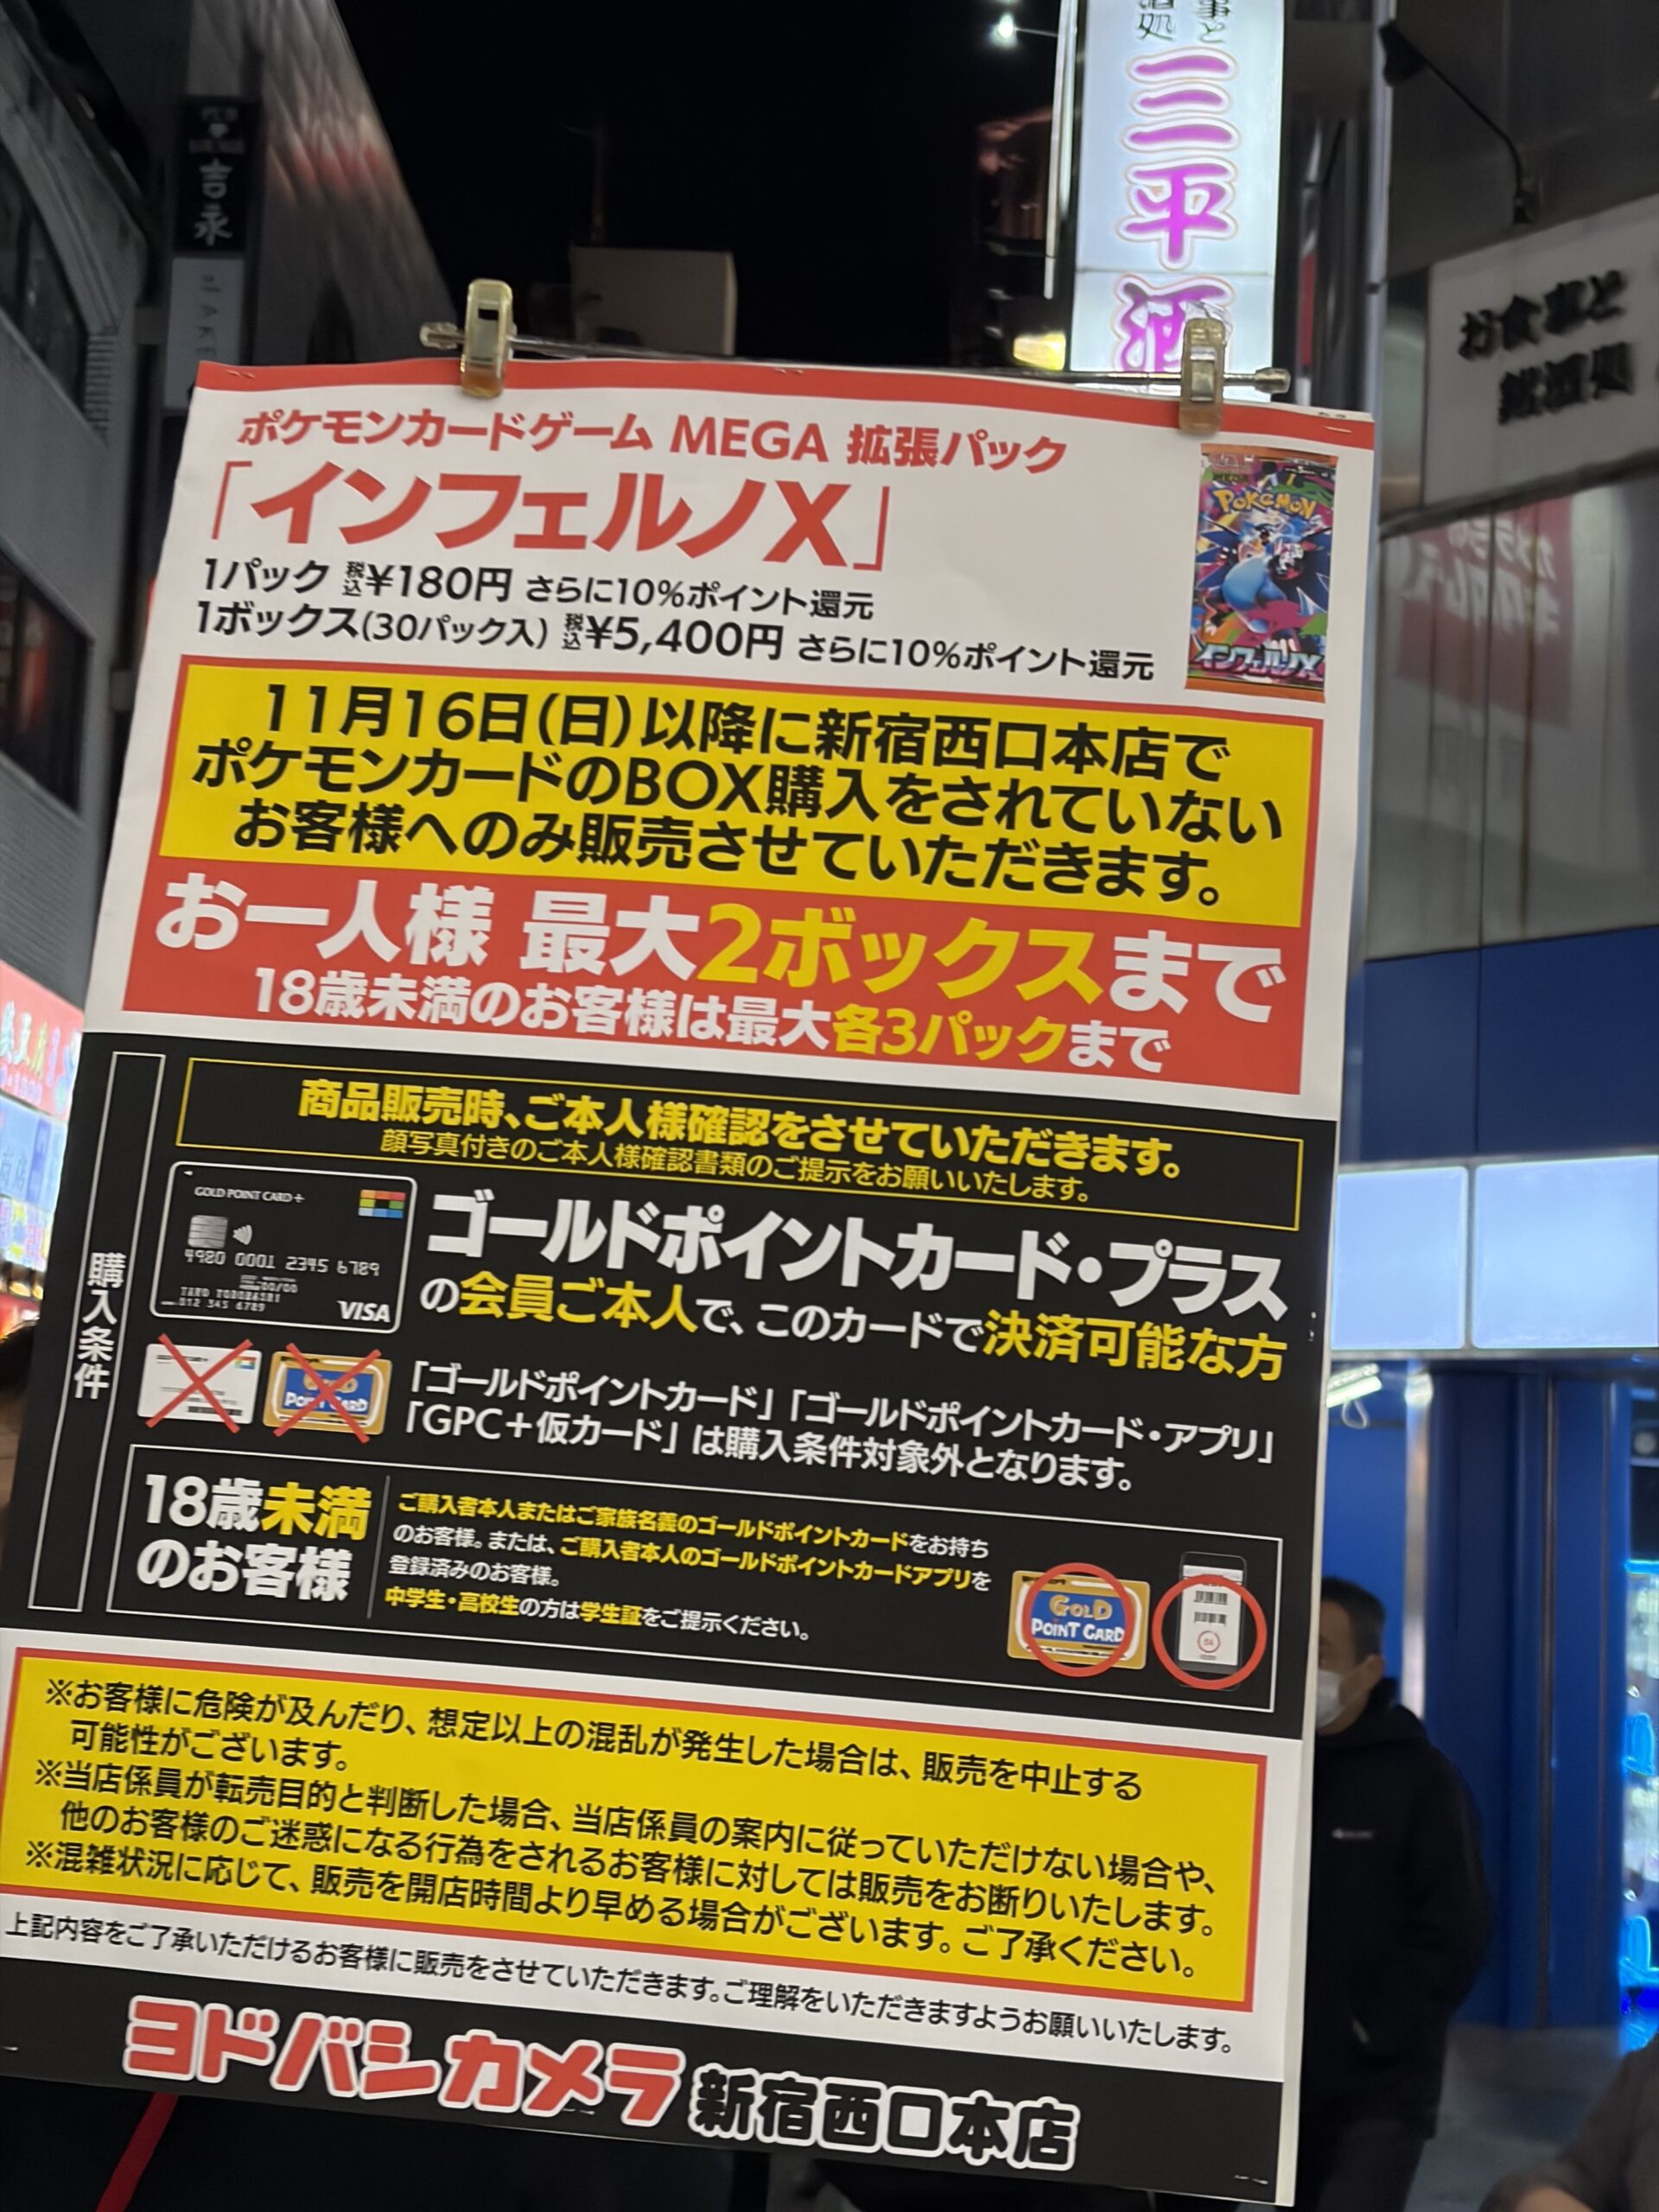 三平酒
吉永
お食事と
ポケモンカードゲーム MEGA 拡張パック
「インフェルノX」
POKÉMON
インフェルノX
1パック 税込¥180円 さらに10%ポイント還元
1ボックス(30パック入) 税込¥5,400円 さらに10%ポイント還元
11月16日(日)以降に新宿西口本店で
ポケモンカードのBOX購入をされていない
お客様へのみ販売させていただきます。
お一人様 最大2ボックスまで
18歳未満のお客様は最大各3パックまで
購入条件
商品販売時、ご本人様確認をさせていただきます。
顔写真付きのご本人様確認書類のご提示をお願いいたします。
GOLD POINT CARD+
4980 0001 2345 6789
012 345 6789
VISA
ゴールドポイントカード・プラス
の会員ご本人で、このカードで決済可能な方
GOLD
POINT CARD
「ゴールドポイントカード」「ゴールドポイントカード・アプリ」
「GPC+仮カード」は購入条件対象外となります。
18歳未満
のお客様
ご購入者本人またはご家族名義のゴールドポイントカードをお持ち
のお客様。または、ご購入者本人のゴールドポイントカードアプリを
登録済みのお客様。
中学生・高校生の方は学生証をご提示ください。
GOLD
POINT CARD
※お客様に危険が及んだり、想定以上の混乱が発生した場合は、販売を中止する
可能性がございます。
※当店係員が転売目的と判断した場合、当店係員の案内に従っていただけない場合や、
他のお客様のご迷惑になる行為をされるお客様に対しては販売をお断りいたします。
※混雑状況に応じて、販売を開店時間より早める場合がございます。ご了承ください。
上記内容をご了承いただけるお客様に販売をさせていただきます。ご理解をいただきますようお願いいたします。
ヨドバシカメラ 新宿西口本店